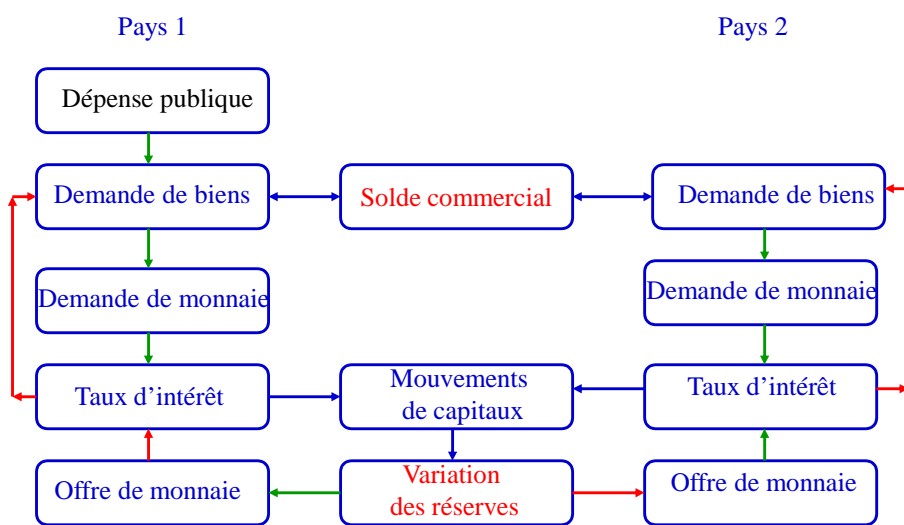 Pays 1
Pays 2
Dépense publique
Demande de biens
Solde commercial
Demande de biens
Demande de monnaie
Demande de monnaie
Taux d’intérêt
Mouvements
de capitaux
Taux d’intérêt
Offre de monnaie
Variation
des réserves
Offre de monnaie